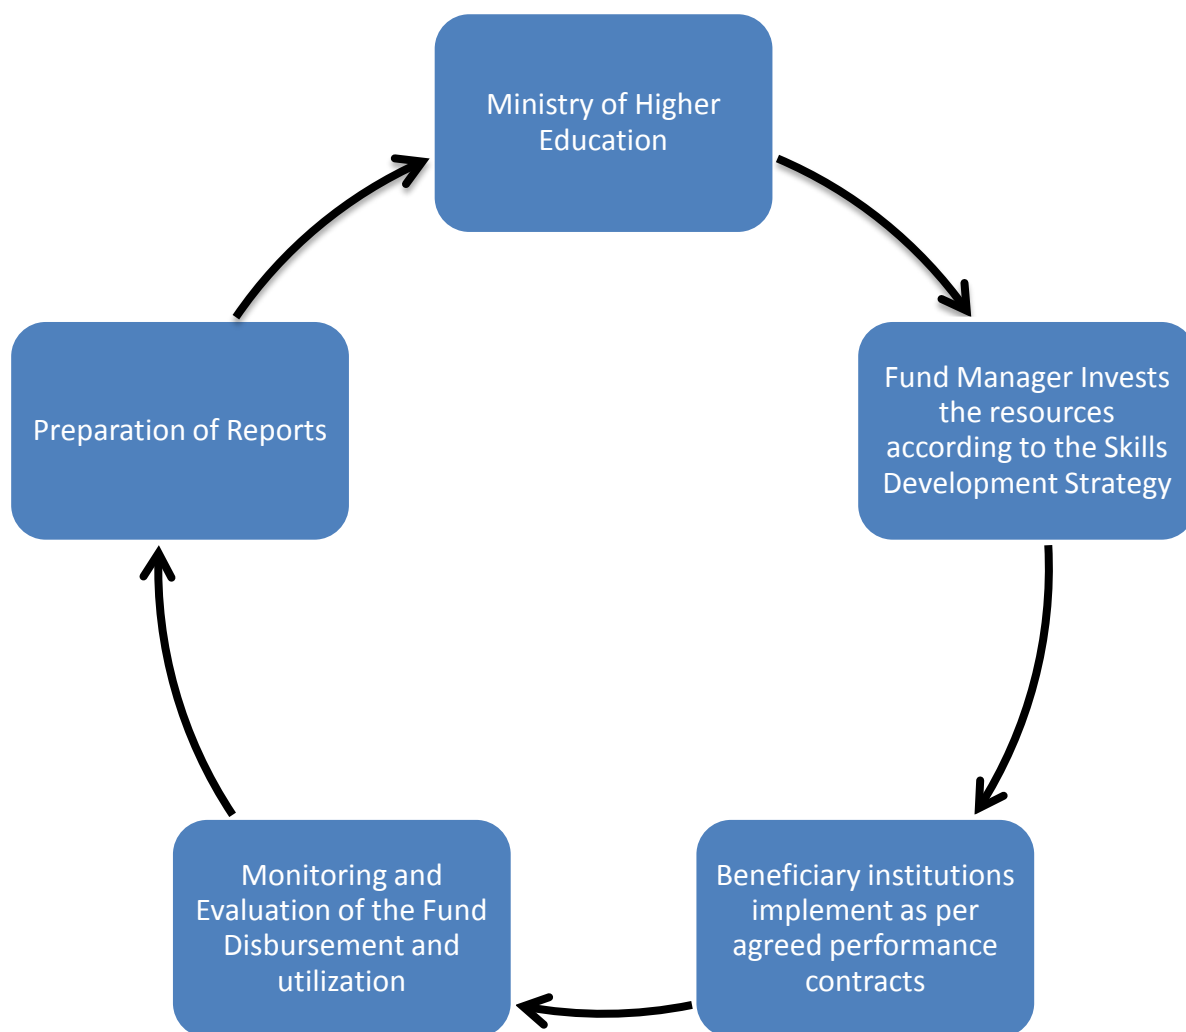 Ministry of Higher
Education
Fund Manager Invests
the resources
according to the Skills
Development Strategy
Beneficiary institutions
implement as per
agreed performance
contracts
Monitoring and
Evaluation of the Fund
Disbursement and
utilization
Preparation of Reports